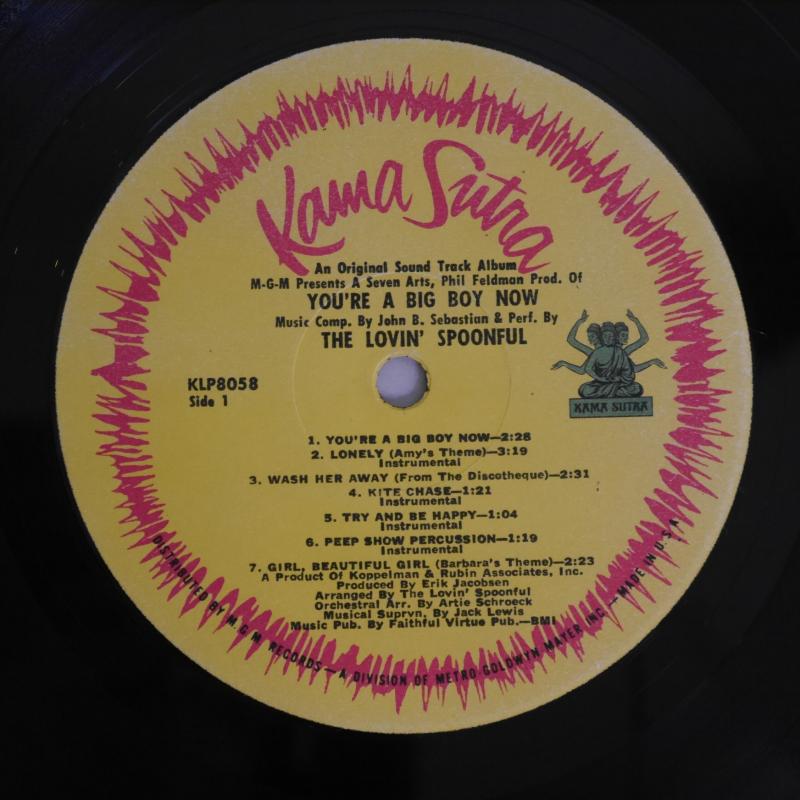 Kama Sutra
An Original Sound Track Album
M-G-M Presents A Seven Arts, Phil Feldman Prod. Of
YOU'RE A BIG BOY NOW
Music Comp. By John B. Sebastian & Perf. By
THE LOVIN' SPOONFUL
KLP8058
Side 1
KAMA SUTRA
1. YOU'RE A BIG BOY NOW—2:28
2. LONELY (Amy's Theme)—3:19
Instrumental
3. WASH HER AWAY (From The Discotheque)—2:31
4. KITE CHASE—1:21
Instrumental
5. TRY AND BE HAPPY—1:04
Instrumental
6. PEEP SHOW PERCUSSION—1:19
Instrumental
7. GIRL, BEAUTIFUL GIRL (Barbara's Theme)—2:23
A Product Of Koppelman & Rubin Associates, Inc.
Produced By Erik Jacobsen
Arranged By The Lovin' Spoonful
Orchestral Arr. By Artie Schroeck
Musical Suprvn. By Jack Lewis
Music Pub. By Faithful Virtue Pub.—BMI
DISTRIBUTED BY M.G.M RECORDS — A DIVISION OF METRO-GOLDWYN-MAYER INC. — MADE IN U.S.A.